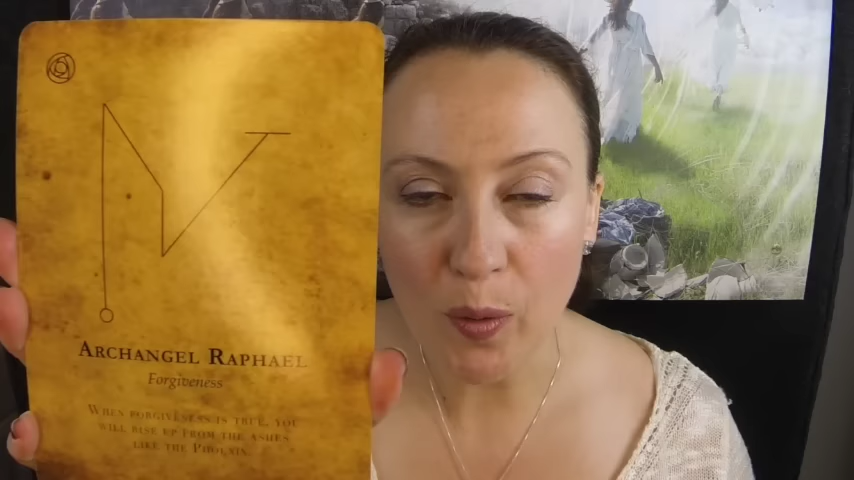 Archangel Raphael
Forgiveness
When forgiveness is true, you
will rise up from the ashes
like the Phoenix.